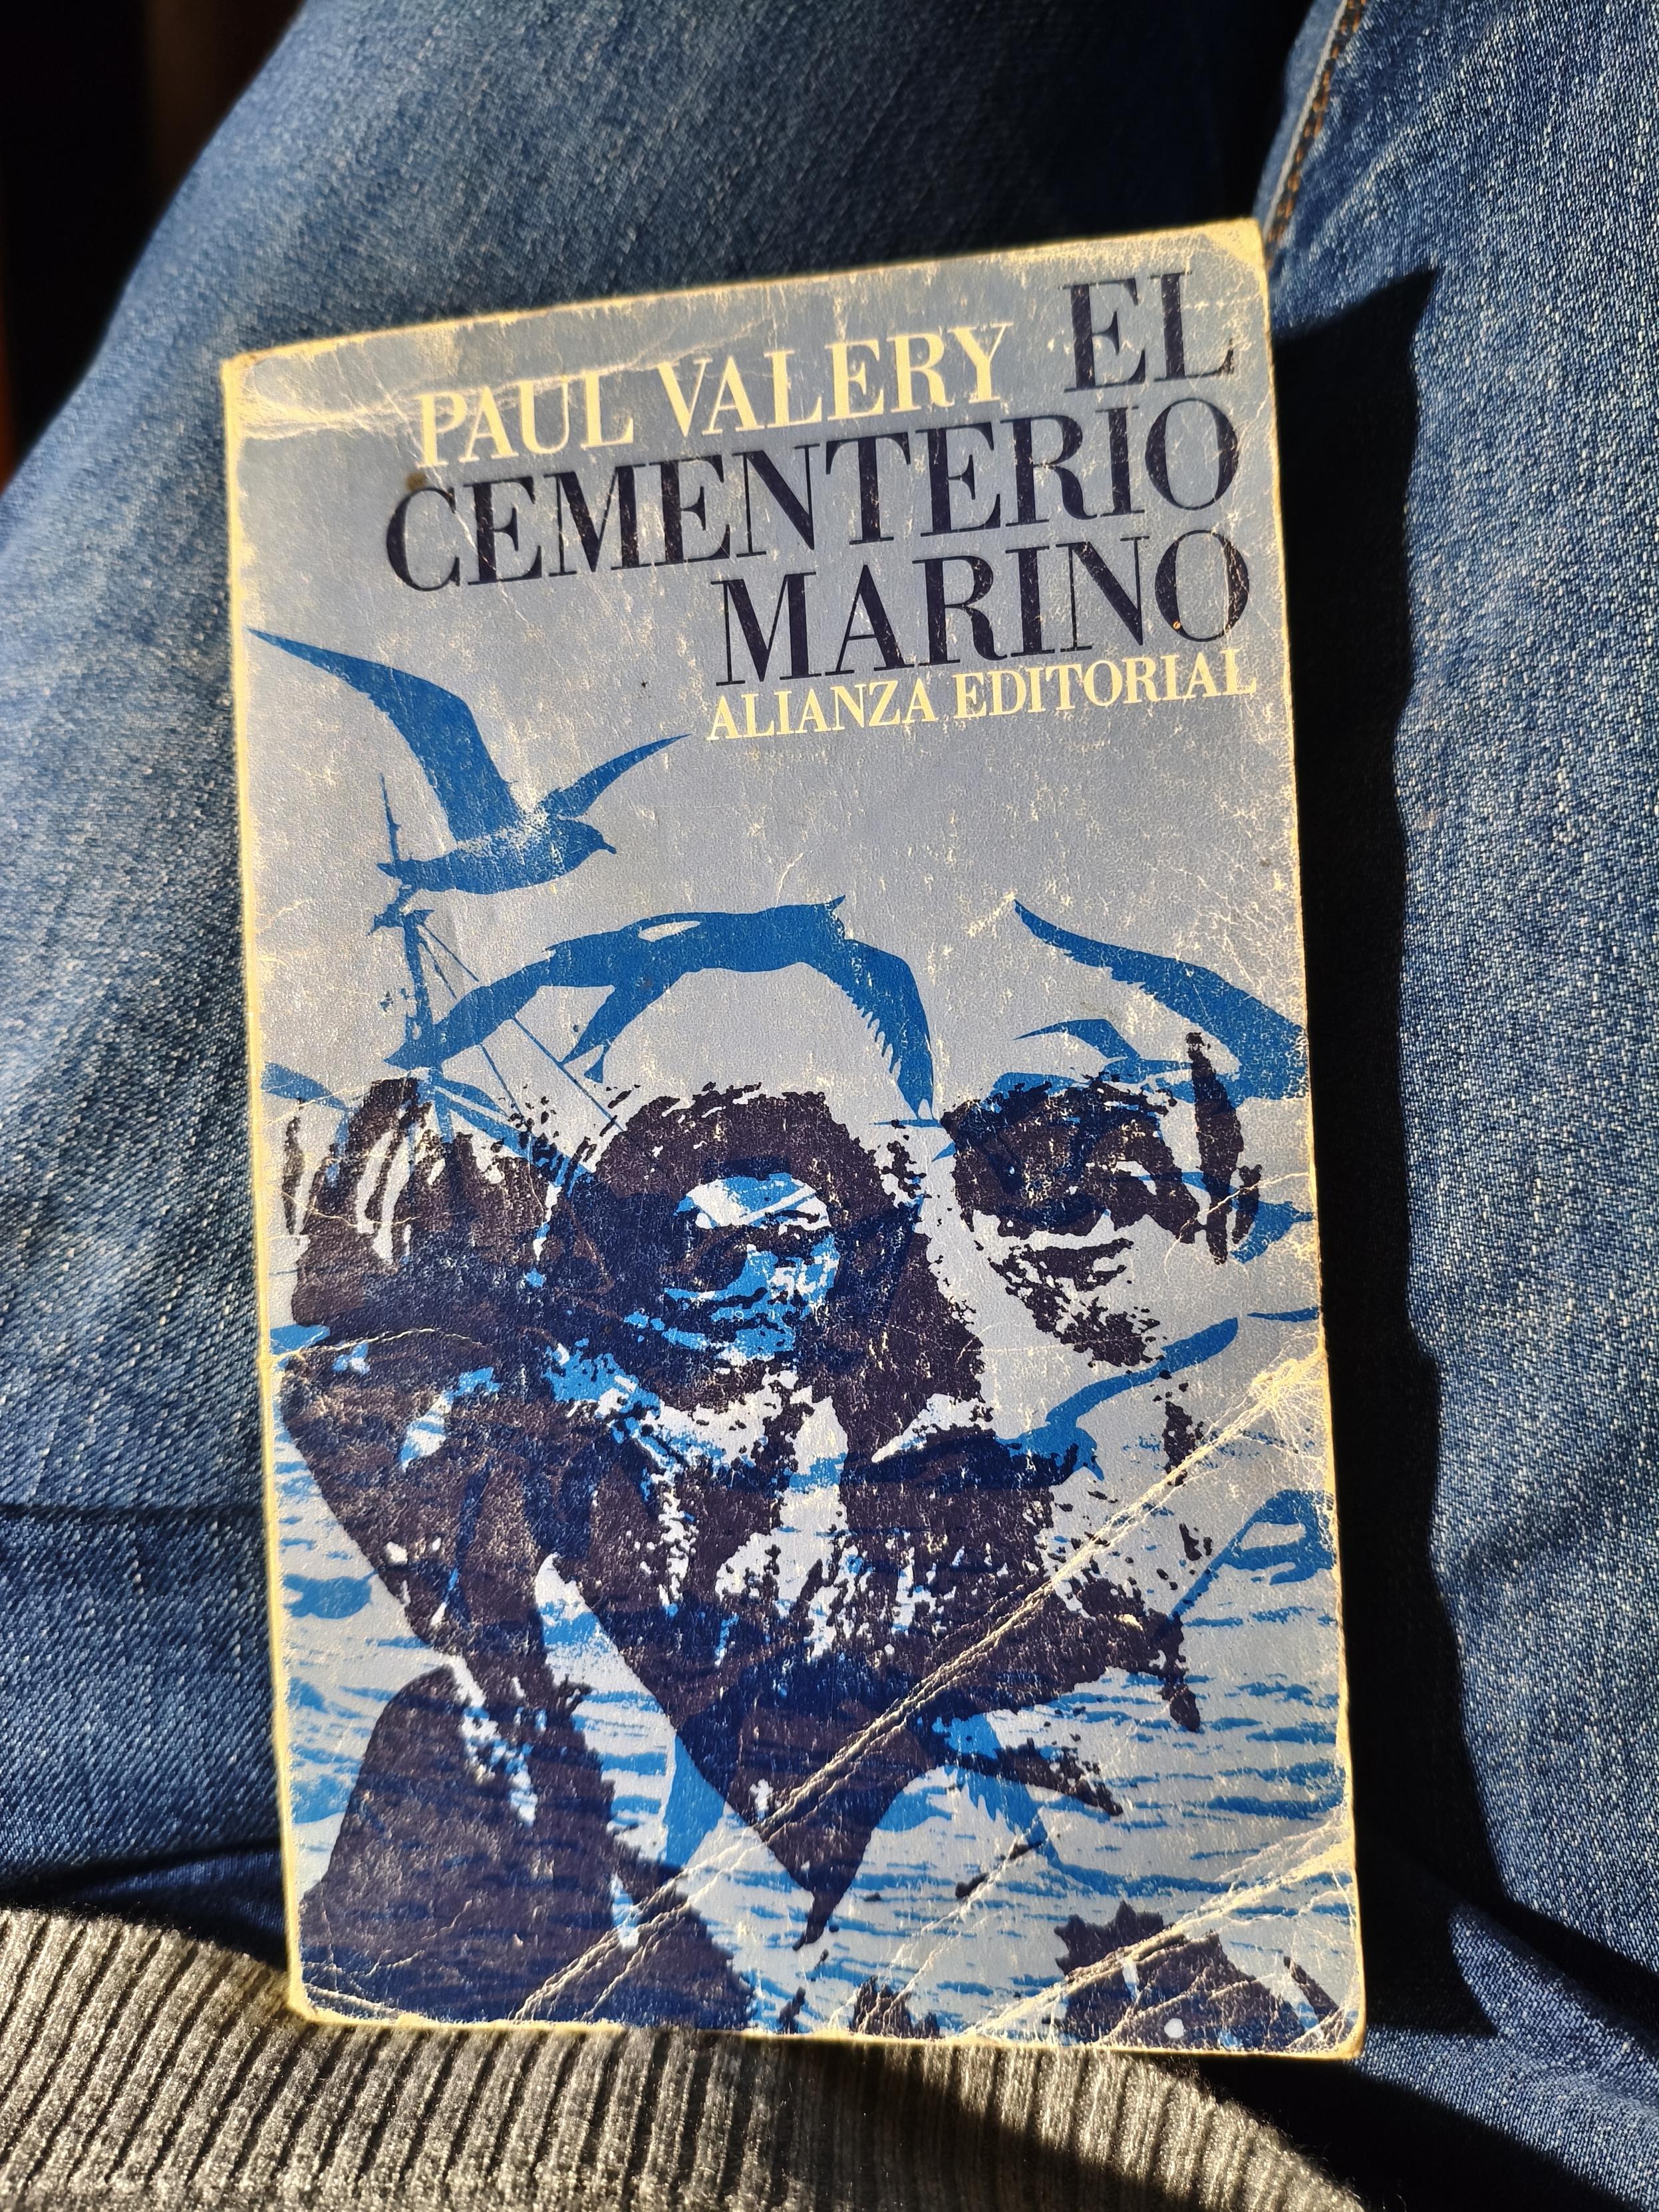 PAUL VALERY EL
CEMENTERIO
MARINO
ALIANZA EDITORIAL